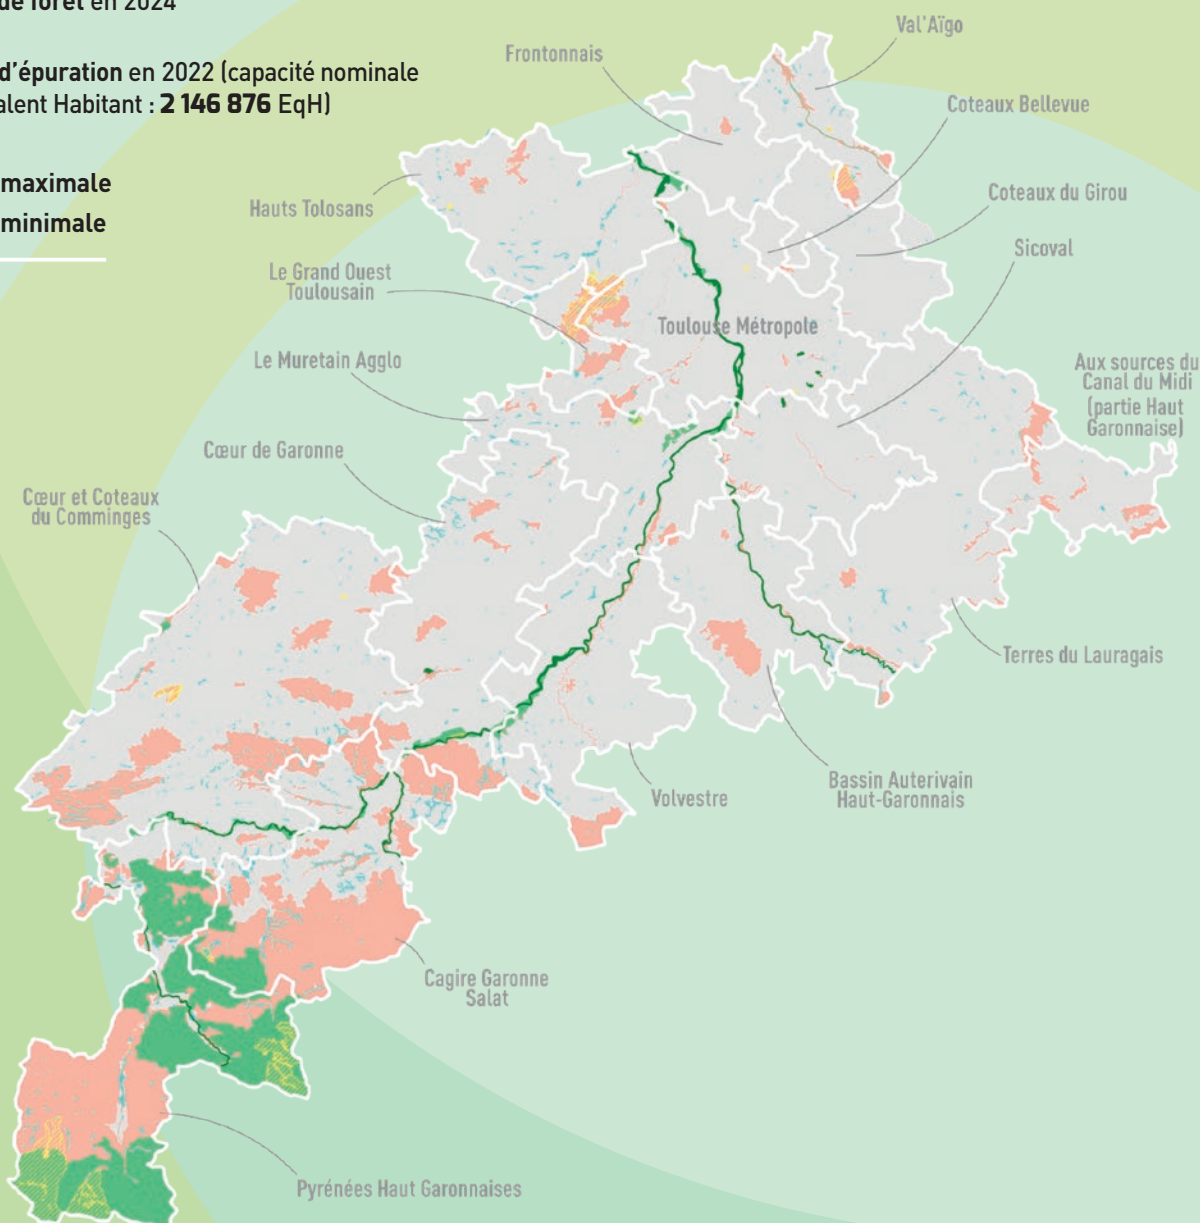 de forêt en 2024
d'épuration en 2022 (capacité nominale
alent Habitant : 2 146 876 EqH)
maximale
minimale
Val'Aïgo
Frontonnais
Coteaux Bellevue
Coteaux du Girou
Hauts Tolosans
Sicoval
Le Grand Ouest
Toulousain
Toulouse Métropole
Le Muretain Agglo
Aux sources du
Canal du Midi
(partie Haut
Garonnaise)
Cœur de Garonne
Cœur et Coteaux
du Comminges
Terres du Lauragais
Bassin Auterivain
Haut-Garonnais
Volvestre
Cagire Garonne
Salat
Pyrénées Haut Garonnaises